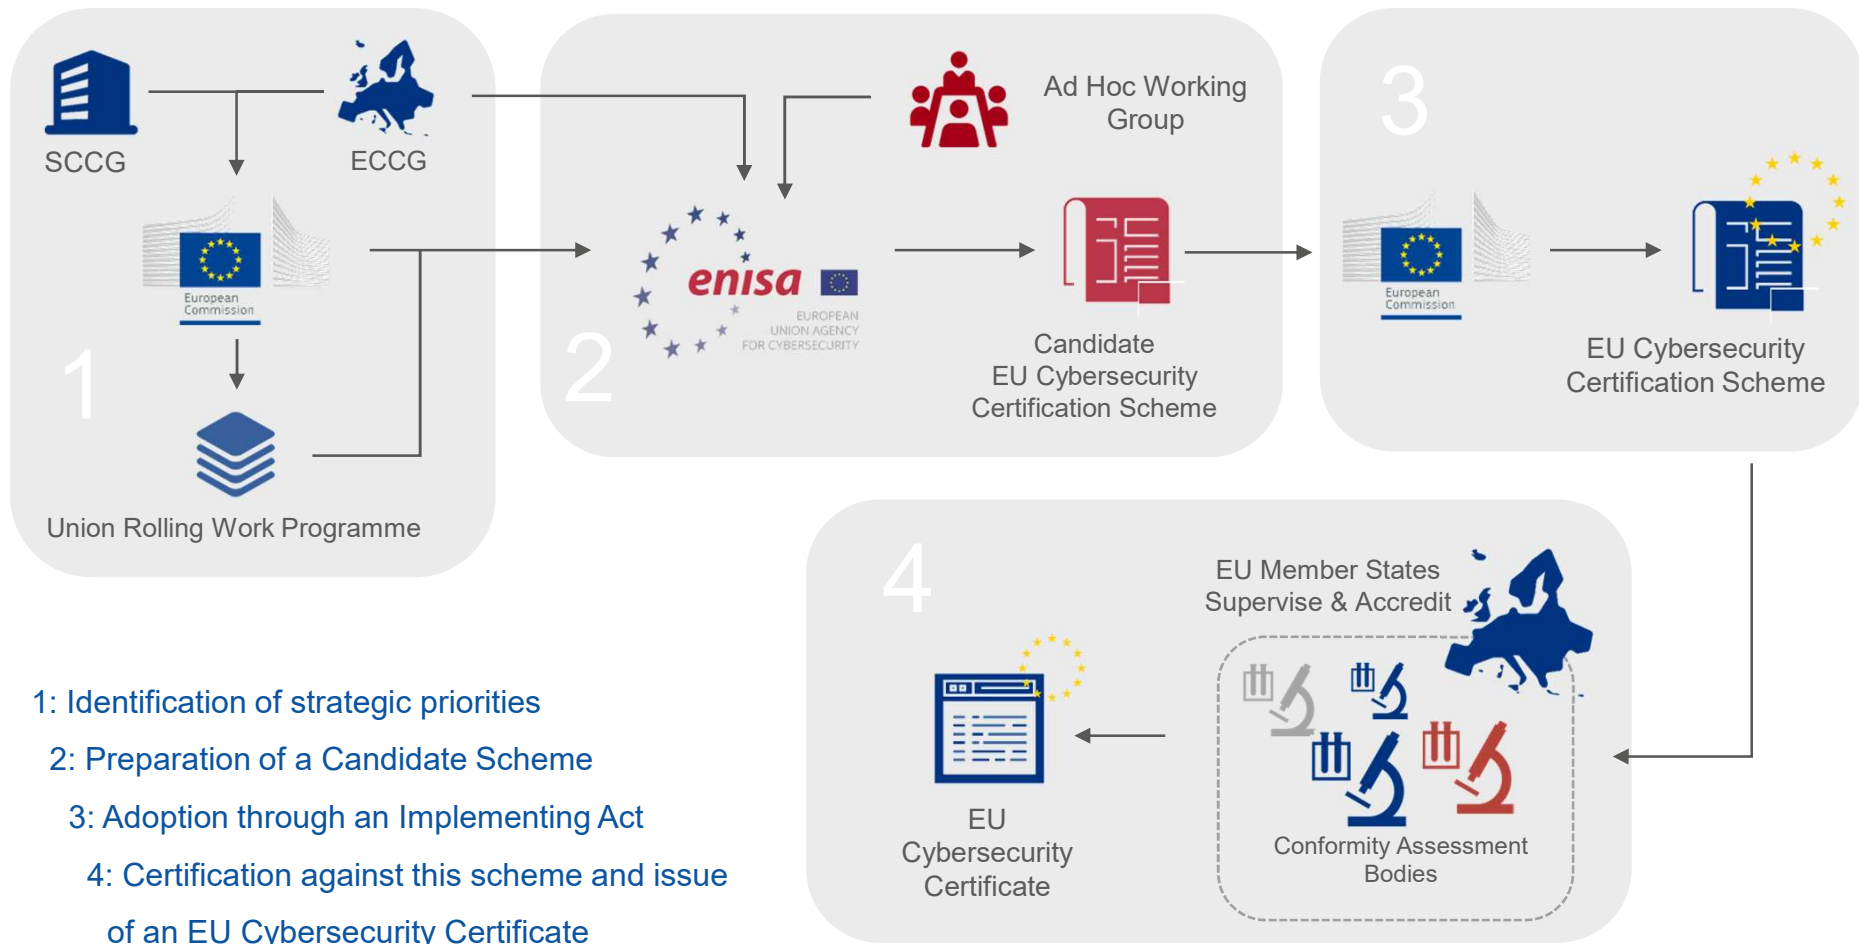 SCCG
ECCG
European
Commission
1
Union Rolling Work Programme
2
Ad Hoc Working
Group
enisa
EUROPEAN
UNION AGENCY
FOR CYBERSECURITY
Candidate
EU Cybersecurity
Certification Scheme
3
European
Commission
EU Cybersecurity
Certification Scheme
4
EU Member States
Supervise & Accredit
Conformity Assessment
Bodies
EU
Cybersecurity
Certificate
1: Identification of strategic priorities
2: Preparation of a Candidate Scheme
3: Adoption through an Implementing Act
4: Certification against this scheme and issue
of an EU Cybersecurity Certificate